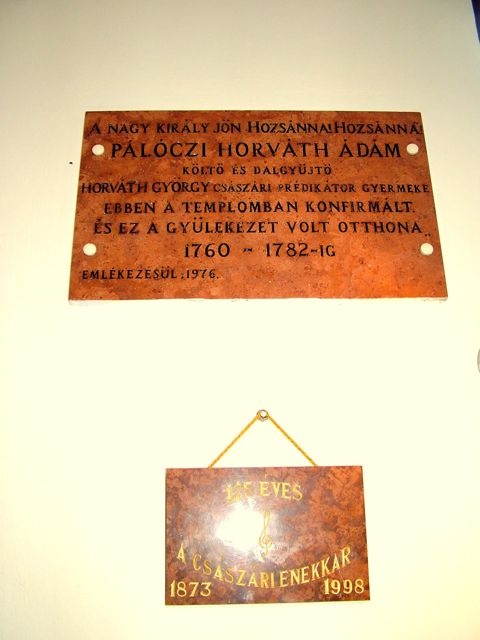 A NAGY KIRÁLY JÖN HOZSÁNNA! HOZSÁNNA!
PÁLÓCZI HORVÁTH ÁDÁM
KÖLTŐ ÉS DALGYŰJTŐ
HORVÁTH GYÖRGY CSÁSZÁRI PRÉDIKÁTOR GYERMEKE
EBBEN A TEMPLOMBAN KONFIRMÁLT.
ÉS EZ A GYÜLEKEZET VOLT OTTHONA
1760 ~ 1782-IG
EMLÉKEZÉSÜL: 1976.
125 ÉVES
A CSÁSZÁRI ÉNEKKAR
1873 1998